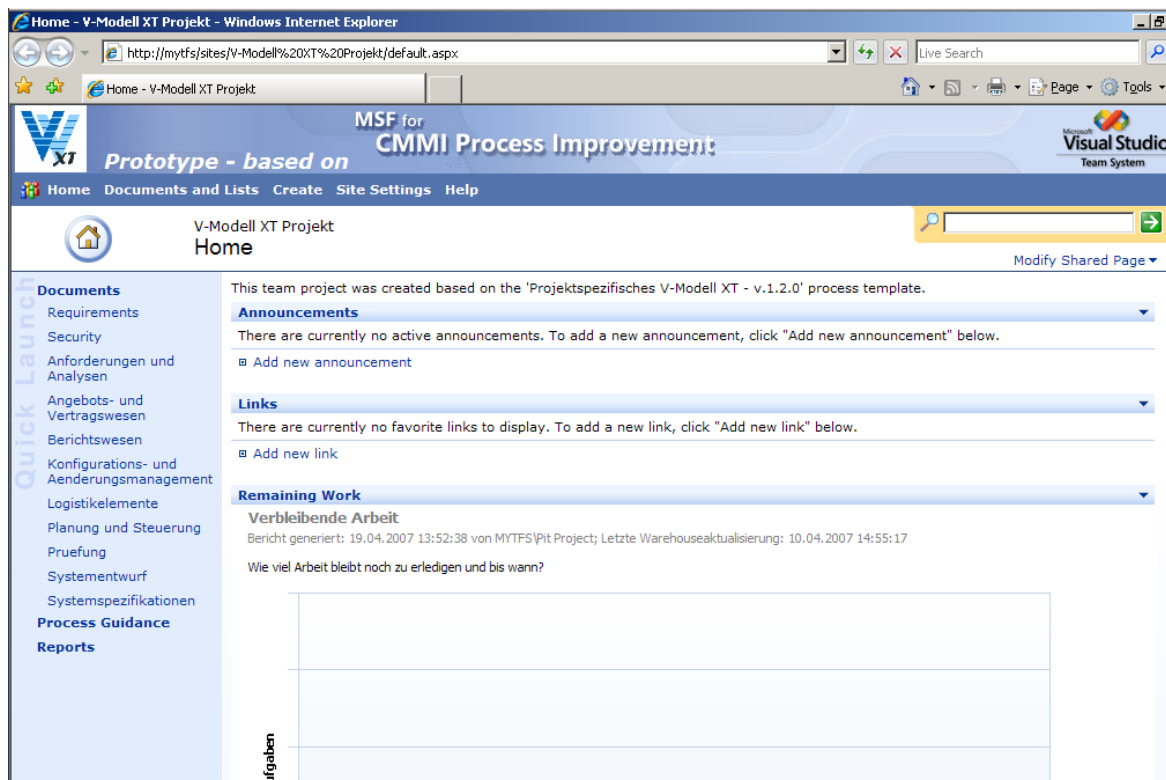 Home - V-Modell XT Projekt - Windows Internet Explorer
http://mytfs/sites/V-Modell%20XT%20Projekt/default.aspx
Live Search
Home - V-Modell XT Projekt
Page
Tools
XT
Prototype - based on
MSF for
CMMI Process Improvement
Microsoft
Visual Studio
Team System
Home Documents and Lists Create Site Settings Help
V-Modell XT Projekt
Home
Modify Shared Page
Quick Launch
Documents
Requirements
Security
Anforderungen und
Analysen
Angebots- und
Vertragswesen
Berichtswesen
Konfigurations- und
Aenderungsmanagement
Logistikelemente
Planung und Steuerung
Pruefung
Systementwurf
Systemspezifikationen
Process Guidance
Reports
This team project was created based on the 'Projektspezifisches V-Modell XT - v.1.2.0' process template.
Announcements
There are currently no active announcements. To add a new announcement, click "Add new announcement" below.
Add new announcement
Links
There are currently no favorite links to display. To add a new link, click "Add new link" below.
Add new link
Remaining Work
Verbleibende Arbeit
Bericht generiert: 19.04.2007 13:52:38 von MYTFS\Pit Project; Letzte Warehouseaktualisierung: 10.04.2007 14:55:17
Wie viel Arbeit bleibt noch zu erledigen und bis wann?